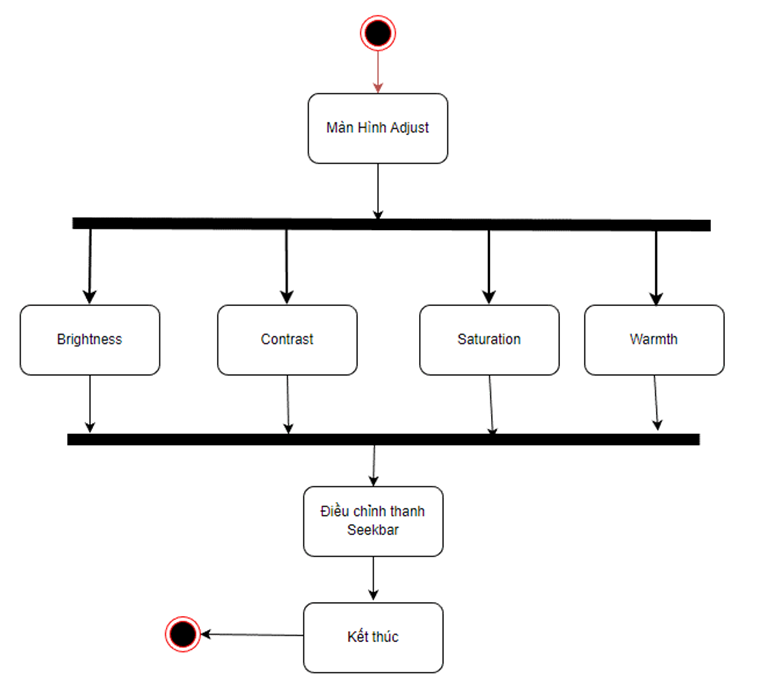 Màn Hình Adjust
Brightness
Contrast
Saturation
Warmth
Điều chỉnh thanh
Seekbar
Kết thúc